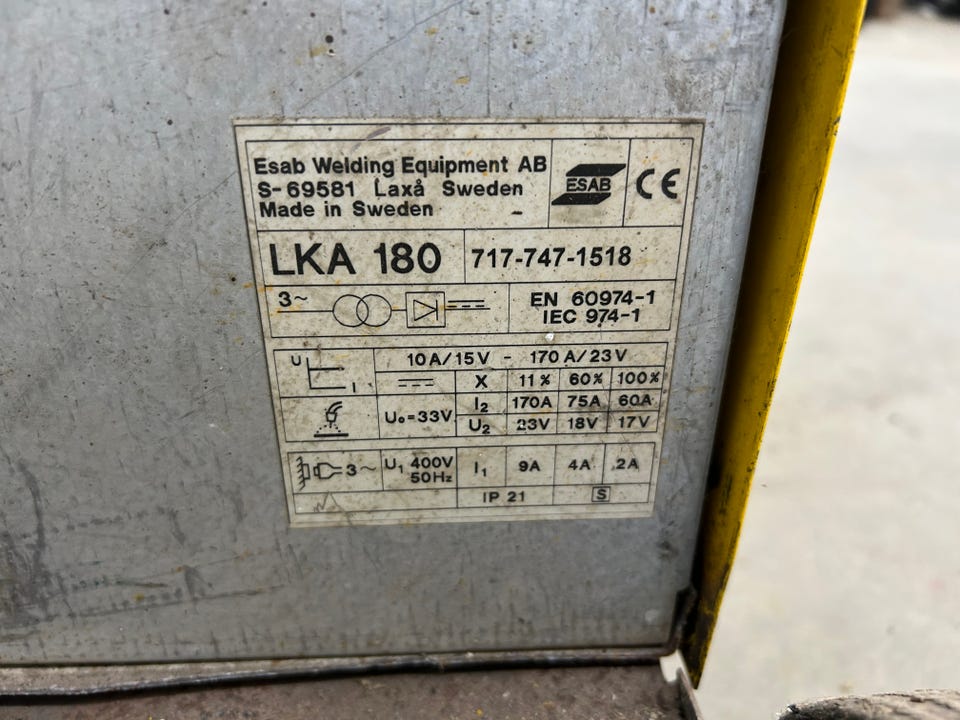 Esab Welding Equipment AB
S-69581 Laxå Sweden
Made in Sweden
ESAB
CE
LKA 180
717-747-1518
3~
EN 60974-1
IEC 974-1
U
I
10A/15V - 170A/23V
X 11% 60% 100%
U₀=33V
I₂ 170A 75A 60A
U₂ 23V 18V 17V
3~
U₁ 400V
50Hz
I₁ 9A 4A 2A
IP 21
S